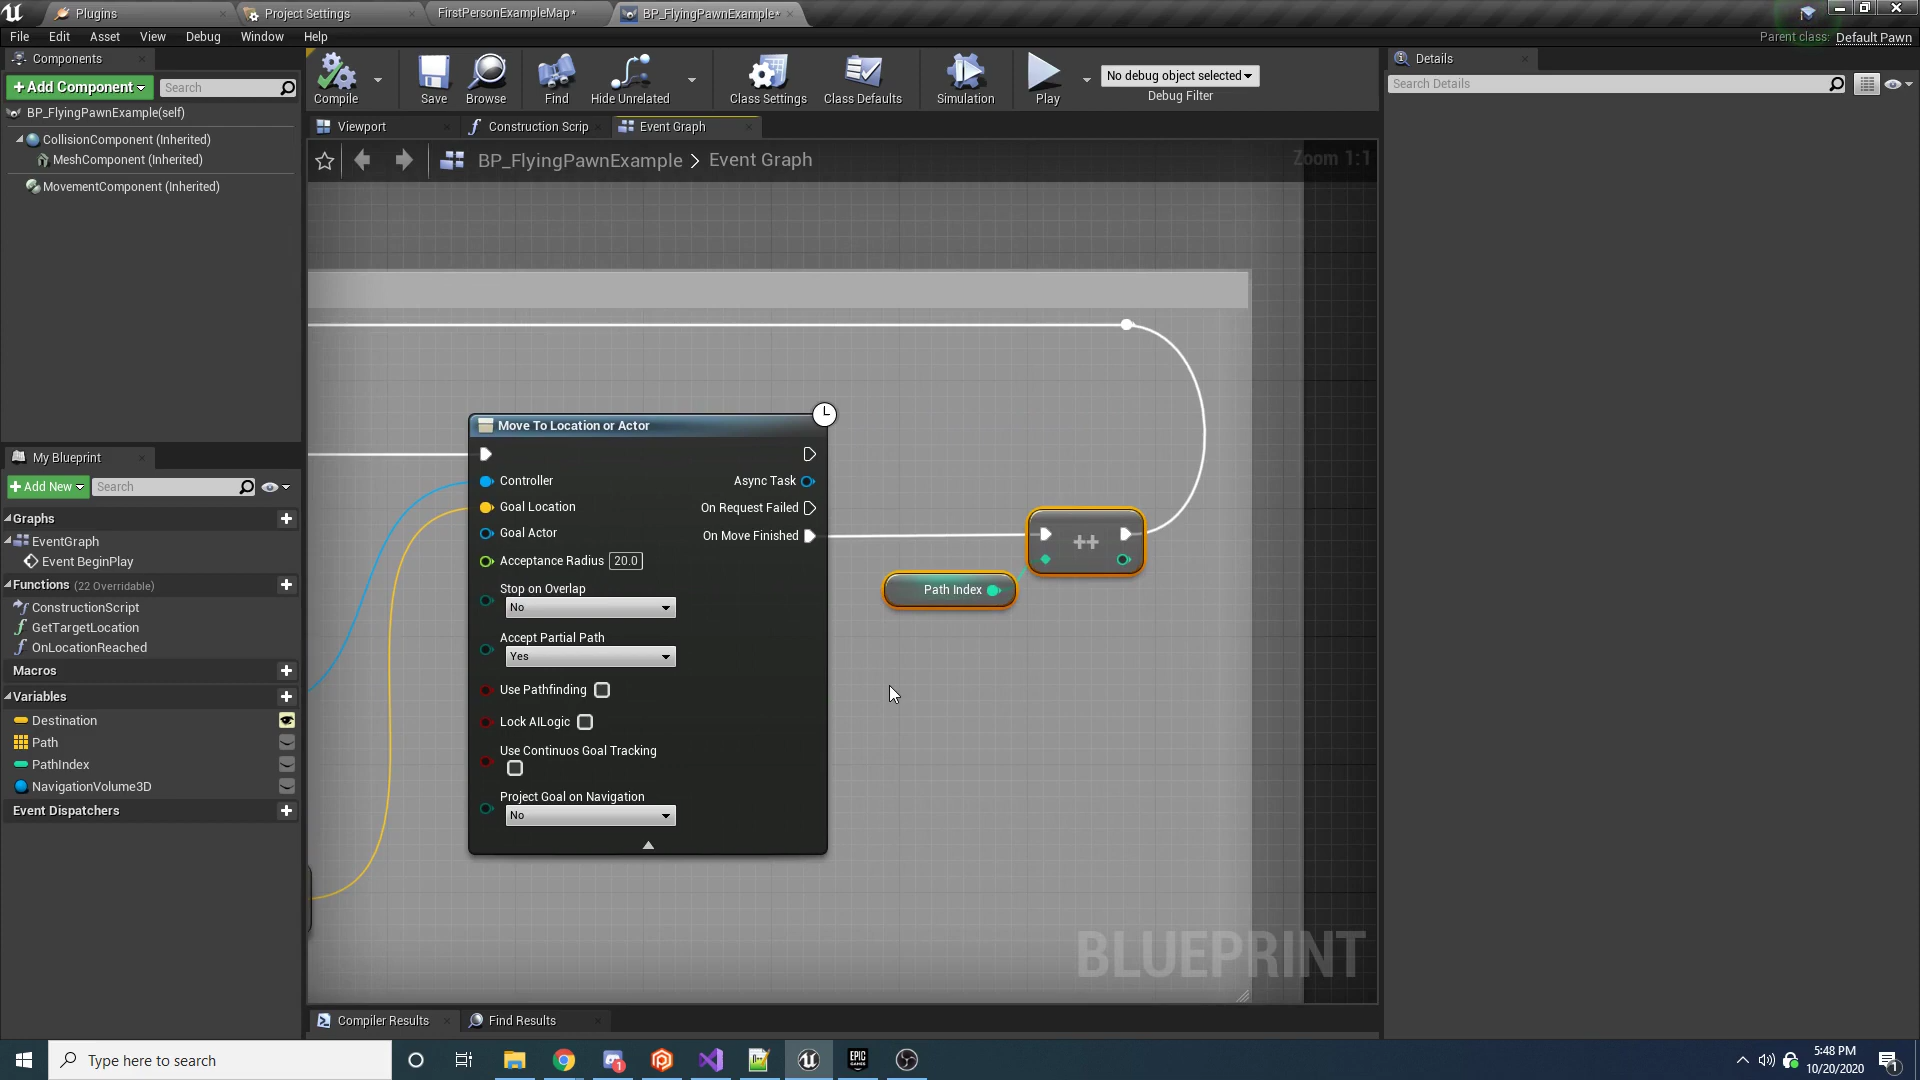 Plugins
Project Settings
FirstPersonExampleMap*
BP_FlyingPawnExample*
File Edit Asset View Debug Window Help
Parent class: Default Pawn
Components
+ Add Component
Search
BP_FlyingPawnExample(self)
CollisionComponent (Inherited)
MeshComponent (Inherited)
MovementComponent (Inherited)
Compile
Save
Browse
Find
Hide Unrelated
Class Settings
Class Defaults
Simulation
Play
No debug object selected
Debug Filter
Viewport
Construction Scrip
Event Graph
BP_FlyingPawnExample > Event Graph
Zoom 1:1
Move To Location or Actor
Controller
Async Task
Goal Location
On Request Failed
Goal Actor
On Move Finished
Acceptance Radius 20.0
Stop on Overlap
No
Accept Partial Path
Yes
Use Pathfinding
Lock AILogic
Use Continuos Goal Tracking
Project Goal on Navigation
No
Path Index
++
BLUEPRINT
My Blueprint
+ Add New
Search
Graphs
EventGraph
Event BeginPlay
Functions (22 Overridable)
ConstructionScript
GetTargetLocation
OnLocationReached
Macros
Variables
Destination
Path
PathIndex
NavigationVolume3D
Event Dispatchers
Details
Search Details
Compiler Results
Find Results
Type here to search
EPIC GAMES
5:48 PM
10/20/2020